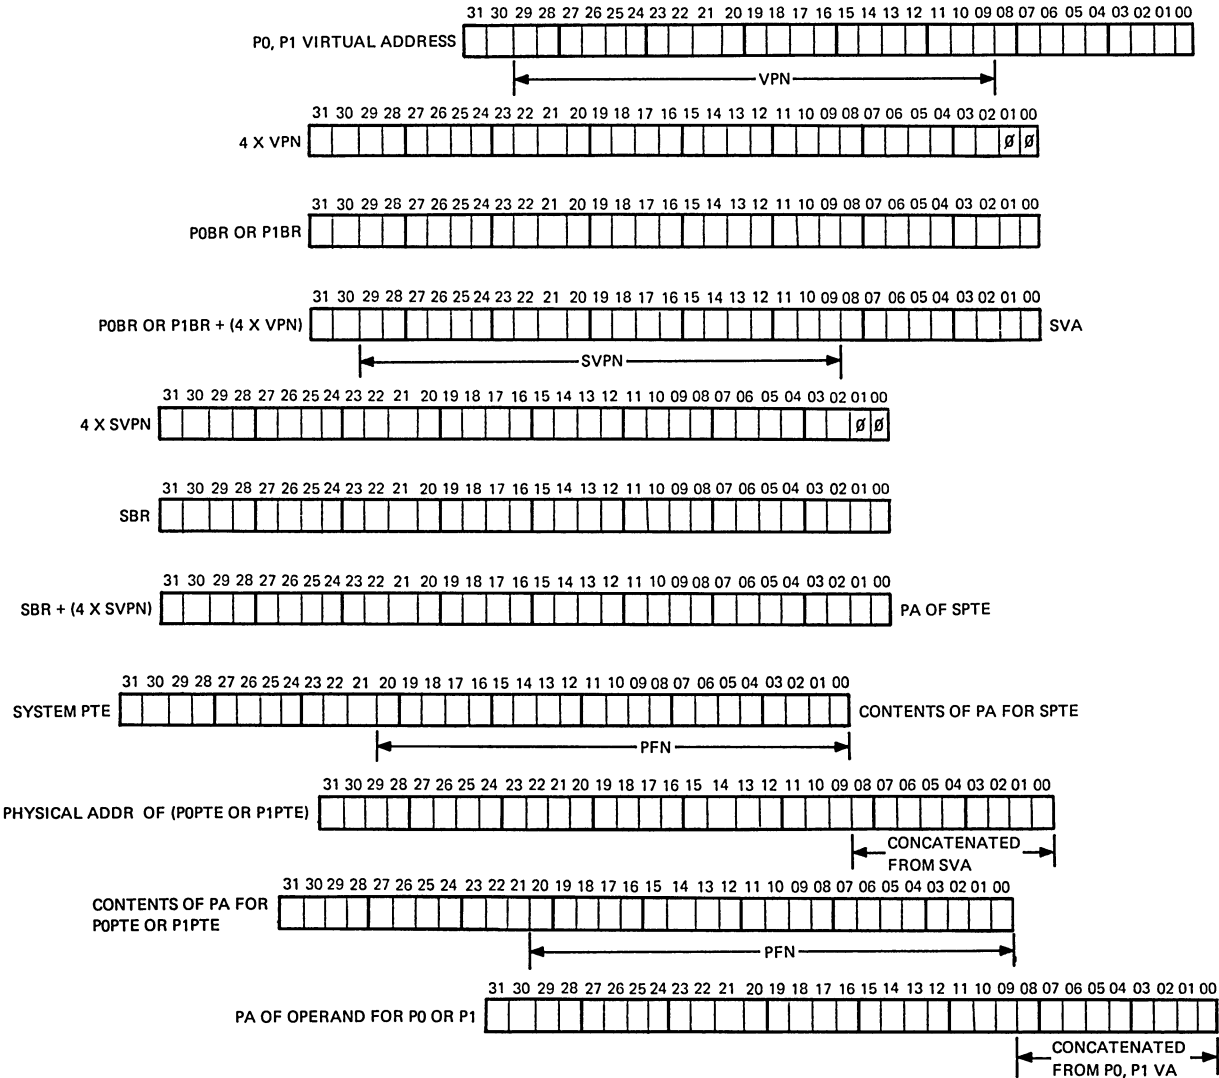 31 30 29 28 27 26 25 24 23 22 21 20 19 18 17 16 15 14 13 12 11 10 09 08 07 06 05 04 03 02 01 00
P0, P1 VIRTUAL ADDRESS
VPN
31 30 29 28 27 26 25 24 23 22 21 20 19 18 17 16 15 14 13 12 11 10 09 08 07 06 05 04 03 02 01 00
4 X VPN Ø Ø
31 30 29 28 27 26 25 24 23 22 21 20 19 18 17 16 15 14 13 12 11 10 09 08 07 06 05 04 03 02 01 00
P0BR OR P1BR
31 30 29 28 27 26 25 24 23 22 21 20 19 18 17 16 15 14 13 12 11 10 09 08 07 06 05 04 03 02 01 00
P0BR OR P1BR + (4 X VPN) SVA
SVPN
31 30 29 28 27 26 25 24 23 22 21 20 19 18 17 16 15 14 13 12 11 10 09 08 07 06 05 04 03 02 01 00
4 X SVPN Ø Ø
31 30 29 28 27 26 25 24 23 22 21 20 19 18 17 16 15 14 13 12 11 10 09 08 07 06 05 04 03 02 01 00
SBR
31 30 29 28 27 26 25 24 23 22 21 20 19 18 17 16 15 14 13 12 11 10 09 08 07 06 05 04 03 02 01 00
SBR + (4 X SVPN) PA OF SPTE
31 30 29 28 27 26 25 24 23 22 21 20 19 18 17 16 15 14 13 12 11 10 09 08 07 06 05 04 03 02 01 00
SYSTEM PTE CONTENTS OF PA FOR SPTE
PFN
31 30 29 28 27 26 25 24 23 22 21 20 19 18 17 16 15 14 13 12 11 10 09 08 07 06 05 04 03 02 01 00
PHYSICAL ADDR OF (P0PTE OR P1PTE)
CONCATENATED
FROM SVA
31 30 29 28 27 26 25 24 23 22 21 20 19 18 17 16 15 14 13 12 11 10 09 08 07 06 05 04 03 02 01 00
CONTENTS OF PA FOR
P0PTE OR P1PTE
PFN
31 30 29 28 27 26 25 24 23 22 21 20 19 18 17 16 15 14 13 12 11 10 09 08 07 06 05 04 03 02 01 00
PA OF OPERAND FOR P0 OR P1
CONCATENATED
FROM P0, P1 VA